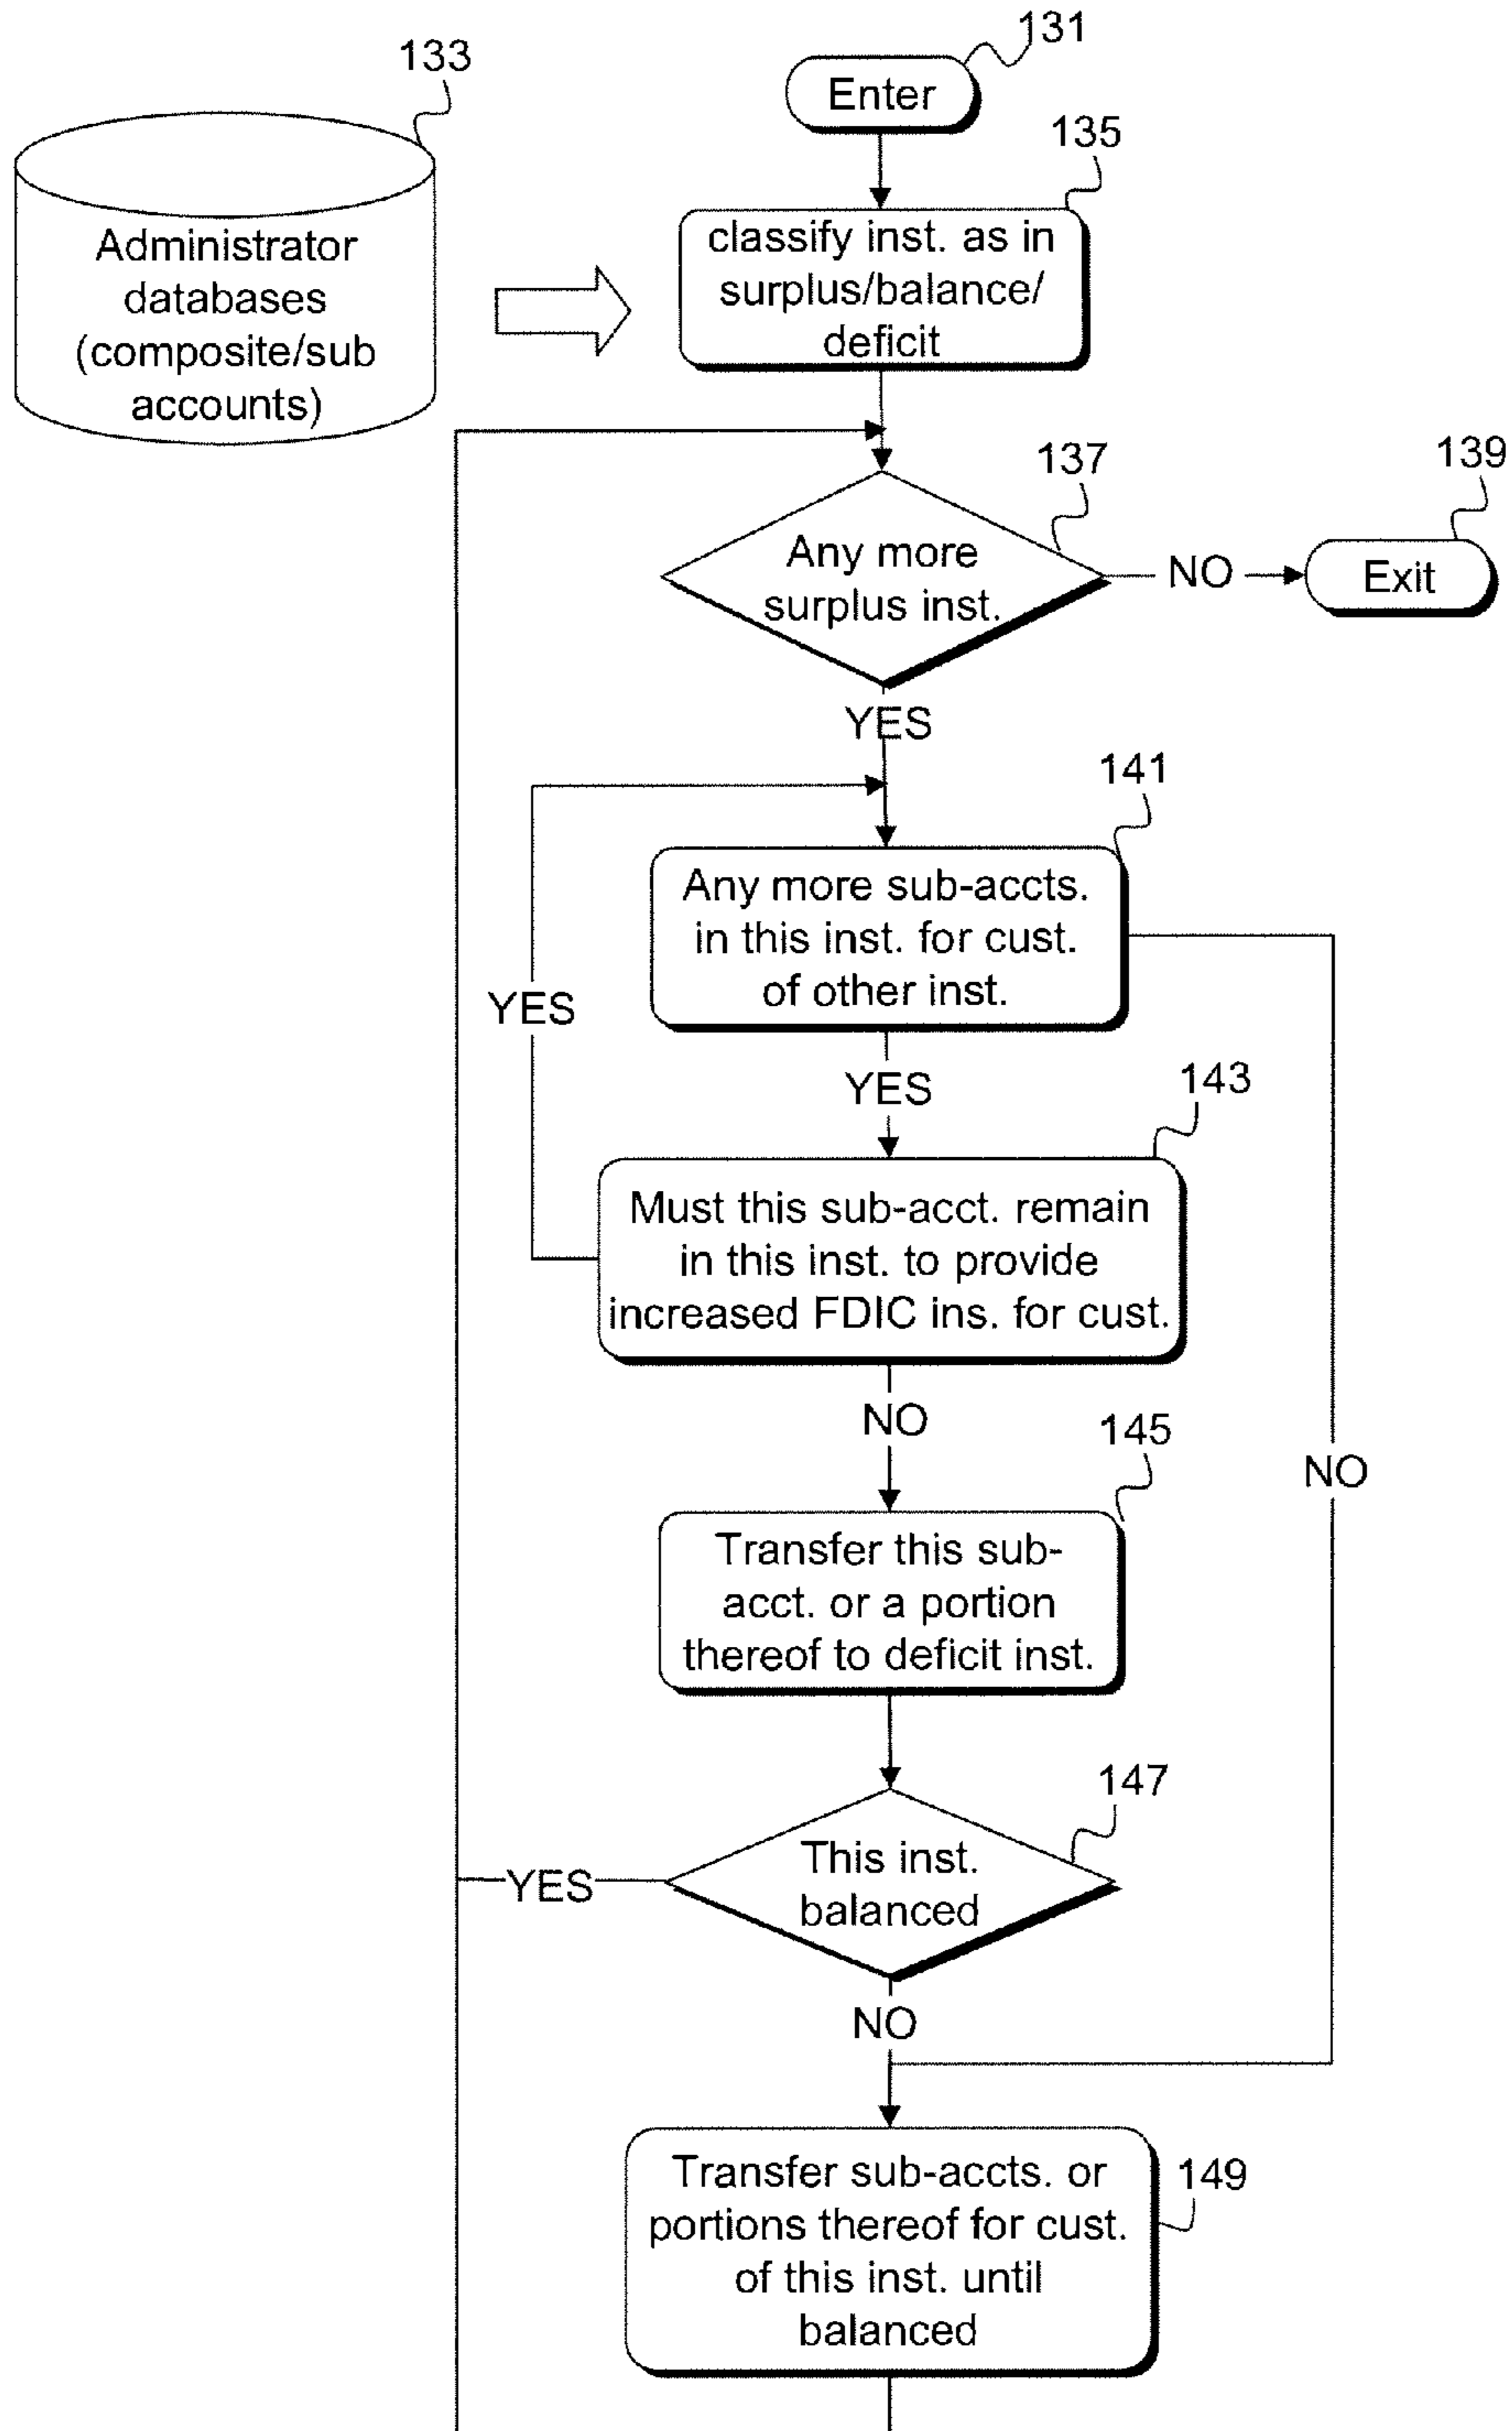 131
133
Enter
135
Administrator
databases
(composite/sub
accounts)
classify inst. as in
surplus/balance/
deficit
137
139
Any more
surplus inst.
NO
Exit
YES
141
Any more sub-accts.
in this inst. for cust.
of other inst.
YES
YES
143
Must this sub-acct. remain
in this inst. to provide
increased FDIC ins. for cust.
NO
145
NO
Transfer this sub-
acct. or a portion
thereof to deficit inst.
147
This inst.
balanced
YES
NO
149
Transfer sub-accts. or
portions thereof for cust.
of this inst. until
balanced